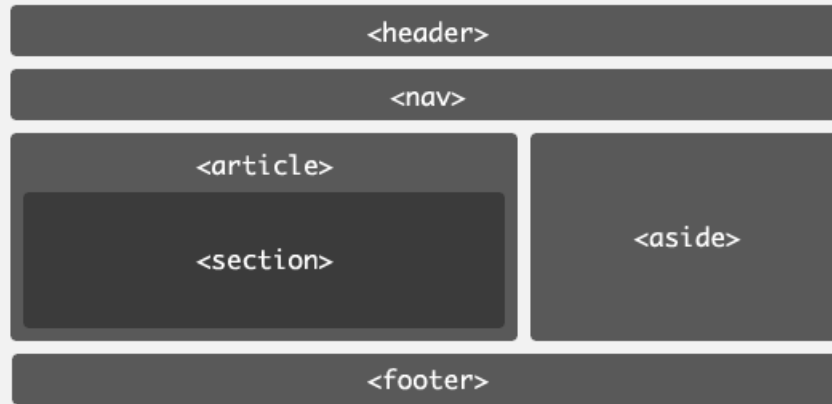 <header>
<nav>
<article>
<section>
<aside>
<footer>